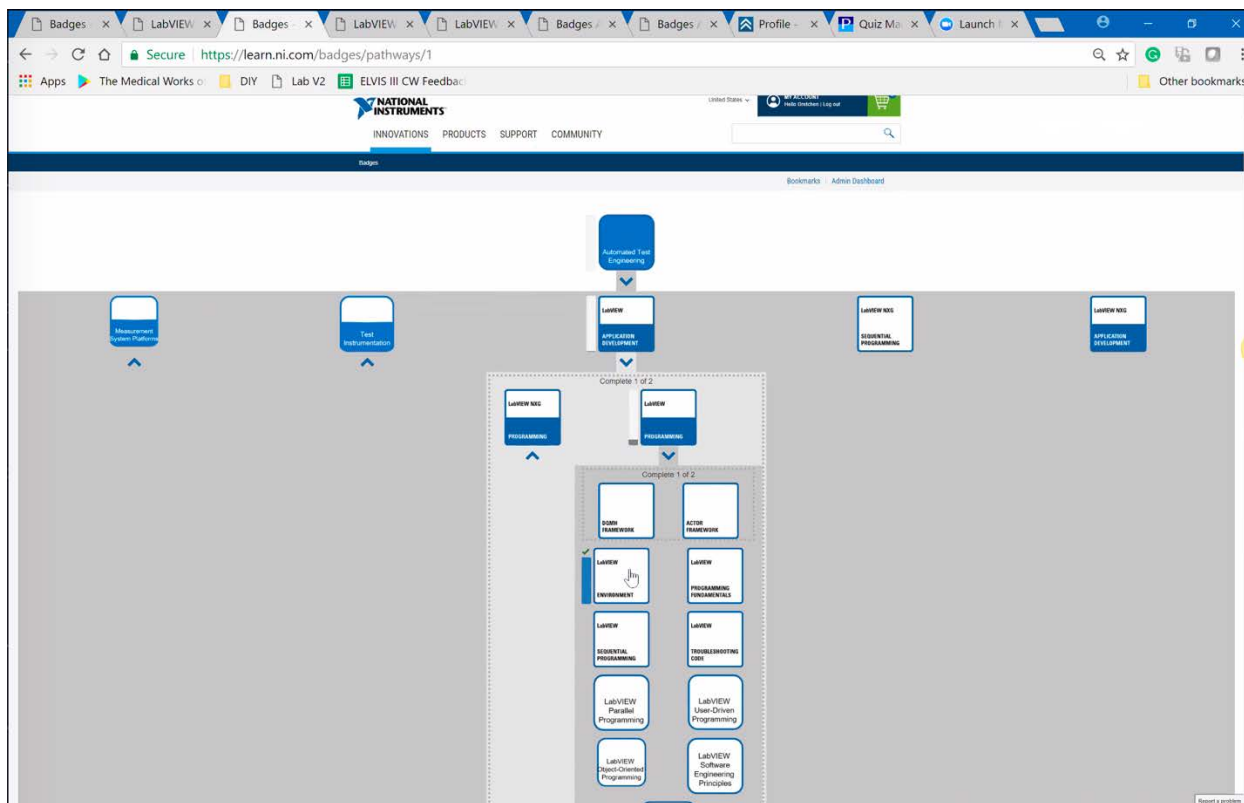 Badges - LabVIEW Badges - LabVIEW LabVIEW Badges / Badges / Profile - Quiz Ma Launch
Secure https://learn.ni.com/badges/pathways/1
Apps The Medical Works o DIY Lab V2 ELVIS III CW Feedbac Other bookmarks
NATIONAL
INSTRUMENTS
United States
MY ACCOUNT
Hello Gretchen | Log out
INNOVATIONS PRODUCTS SUPPORT COMMUNITY
Badges
Bookmarks Admin Dashboard
Automated Test
Engineering
Measurement
System Platforms
Test
Instrumentation
LabVIEW
APPLICATION
DEVELOPMENT
LabVIEW NXG
SEQUENTIAL
PROGRAMMING
LabVIEW NXG
APPLICATION
DEVELOPMENT
Complete 1 of 2
LabVIEW NXG
PROGRAMMING
LabVIEW
PROGRAMMING
Complete 1 of 2
DQMH
FRAMEWORK
ACTOR
FRAMEWORK
LabVIEW
ENVIRONMENT
LabVIEW
PROGRAMMING
FUNDAMENTALS
LabVIEW
SEQUENTIAL
PROGRAMMING
LabVIEW
TROUBLESHOOTING
CODE
LabVIEW
Parallel
Programming
LabVIEW
User-Driven
Programming
LabVIEW
Object-Oriented
Programming
LabVIEW
Software
Engineering
Principles
Report a problem